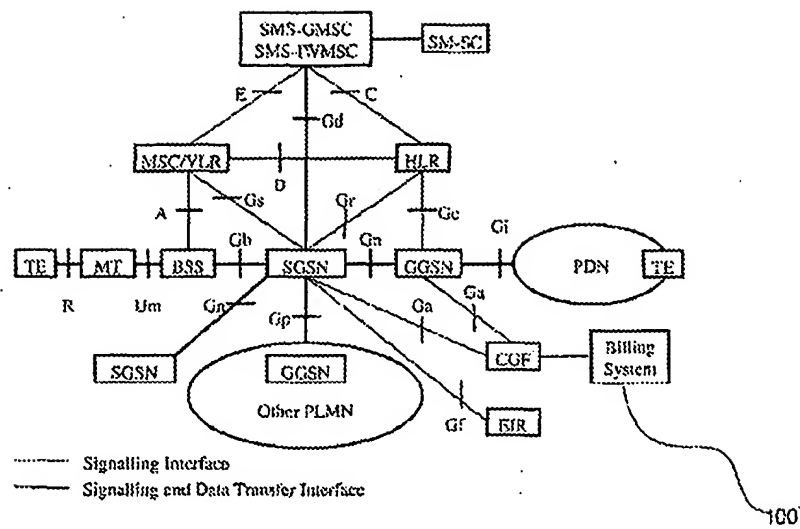 SMS-GMSC
SMS-IWMSC
SM-SC
E
C
Gd
MSC/VLR
HLR
D
A
Gs
Gr
Gc
Gi
Gb
Gn
TE
MT
BSS
SGSN
GGSN
PDN
TE
R
Um
Gn
Gp
Ga
Ga
SGSN
GGSN
CGF
Billing
System
Other PLMN
Gf
EIR
Signalling Interface
Signalling and Data Transfer Interface
100